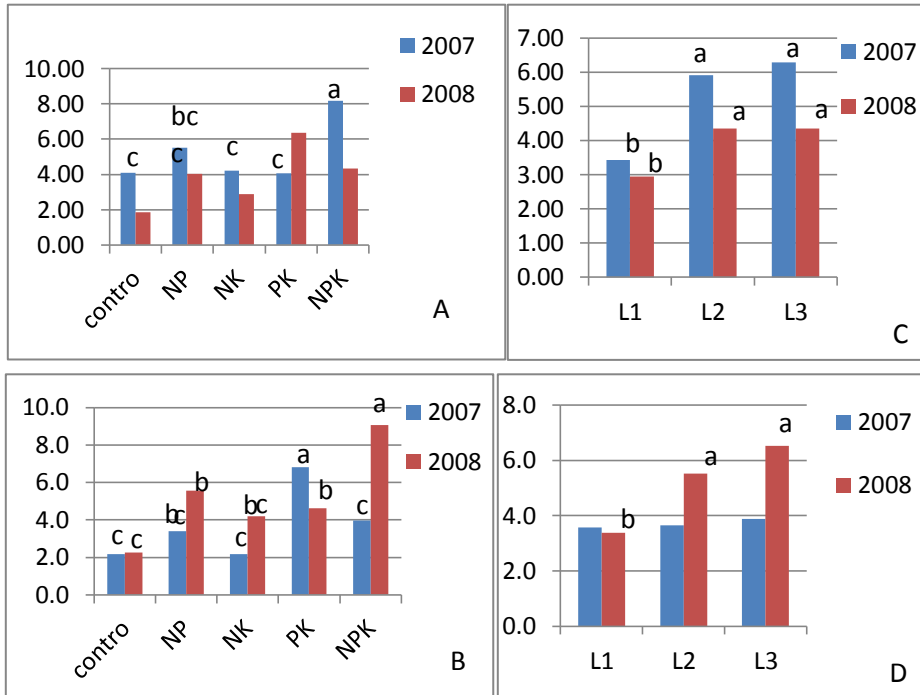 10.00
8.00
6.00
4.00
2.00
0.00
c
bc
c
c
c
a
contro
NP
NK
PK
NPK
2007
2008
A
7.00
6.00
5.00
4.00
3.00
2.00
1.00
0.00
b
b
a
a
a
a
L1
L2
L3
2007
2008
C
10.0
8.0
6.0
4.0
2.0
0.0
c
c
b
c
b
c
bc
a
b
c
a
contro
NP
NK
PK
NPK
2007
2008
B
8.0
6.0
4.0
2.0
0.0
b
a
a
L1
L2
L3
2007
2008
D